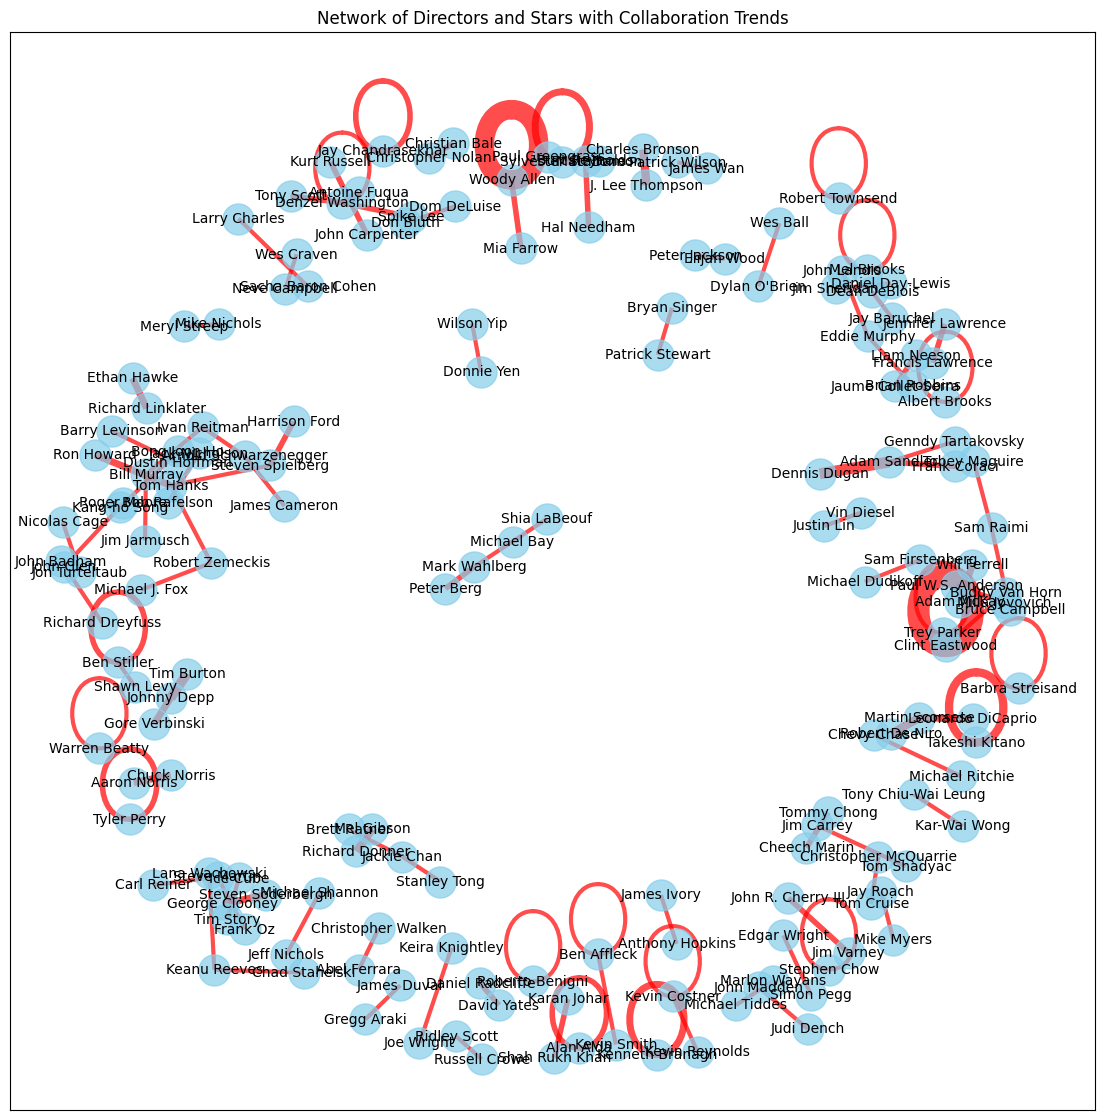 Network of Directors and Stars with Collaboration Trends
Christian Bale
Jay Chandrasekhar
Christopher Nolan
Kurt Russell
Woody Allen
Charles Bronson
Patrick Wilson
James Wan
J. Lee Thompson
Tony Scott
Antoine Fuqua
Denzel Washington
Dom DeLuise
Spike Lee
Don Bluth
Larry Charles
John Carpenter
Hal Needham
Mia Farrow
Robert Townsend
Wes Ball
Wes Craven
Peter Jackson
Elijah Wood
Mel Brooks
John Landis
Daniel Day-Lewis
Jim Sheridan
Dean DeBlois
Neve Campbell
Sacha Baron Cohen
Dylan O'Brien
Bryan Singer
Meryl Streep
Mike Nichols
Wilson Yip
Jay Baruchel
Jennifer Lawrence
Eddie Murphy
Patrick Stewart
Liam Neeson
Francis Lawrence
Donnie Yen
Ethan Hawke
Jaume Collet-Serra
Brian Robbins
Albert Brooks
Richard Linklater
Harrison Ford
Barry Levinson
Ivan Reitman
Genndy Tartakovsky
Ron Howard
Dustin Hoffman
Steven Spielberg
Adam Sandler
Tobey Maguire
Frank Coraci
Dennis Dugan
Bill Murray
Tom Hanks
James Cameron
Kang-ho Song
Nicolas Cage
Shia LaBeouf
Vin Diesel
Justin Lin
Sam Raimi
Jim Jarmusch
Michael Bay
John Badham
Robert Zemeckis
Jon Turteltaub
Mark Wahlberg
Sam Firstenberg
Will Ferrell
Michael J. Fox
Peter Berg
Michael Dudikoff
Paul W.S. Anderson
Buddy Van Horn
Bruce Campbell
Richard Dreyfuss
Trey Parker
Clint Eastwood
Ben Stiller
Tim Burton
Shawn Levy
Johnny Depp
Barbra Streisand
Gore Verbinski
Martin Scorsese
Leonardo DiCaprio
Chevy Chase
Robert De Niro
Takeshi Kitano
Warren Beatty
Chuck Norris
Aaron Norris
Michael Ritchie
Tony Chiu-Wai Leung
Tyler Perry
Tommy Chong
Jim Carrey
Kar-Wai Wong
Brett Ratner
Mel Gibson
Richard Donner
Jackie Chan
Cheech Marin
Christopher McQuarrie
Tom Shadyac
Lana Wachowski
Ice Cube
Carl Reiner
Stanley Tong
Michael Shannon
Steven Soderbergh
George Clooney
James Ivory
John R. Cherry III
Jay Roach
Tom Cruise
Tim Story
Frank Oz
Christopher Walken
Edgar Wright
Mike Myers
Anthony Hopkins
Keira Knightley
Jeff Nichols
Ben Affleck
Jim Varney
Keanu Reeves
Chad Stahelski
Abel Ferrara
Stephen Chow
James Duval
Daniel Radcliffe
Roberto Benigni
Marlon Wayans
John Madden
Simon Pegg
Karan Johar
Kevin Costner
David Yates
Michael Tiddes
Gregg Araki
Judi Dench
Ridley Scott
Joe Wright
Alan Alda
Kevin Smith
Russell Crowe
Shah Rukh Khan
Kenneth Branagh
Kevin Reynolds